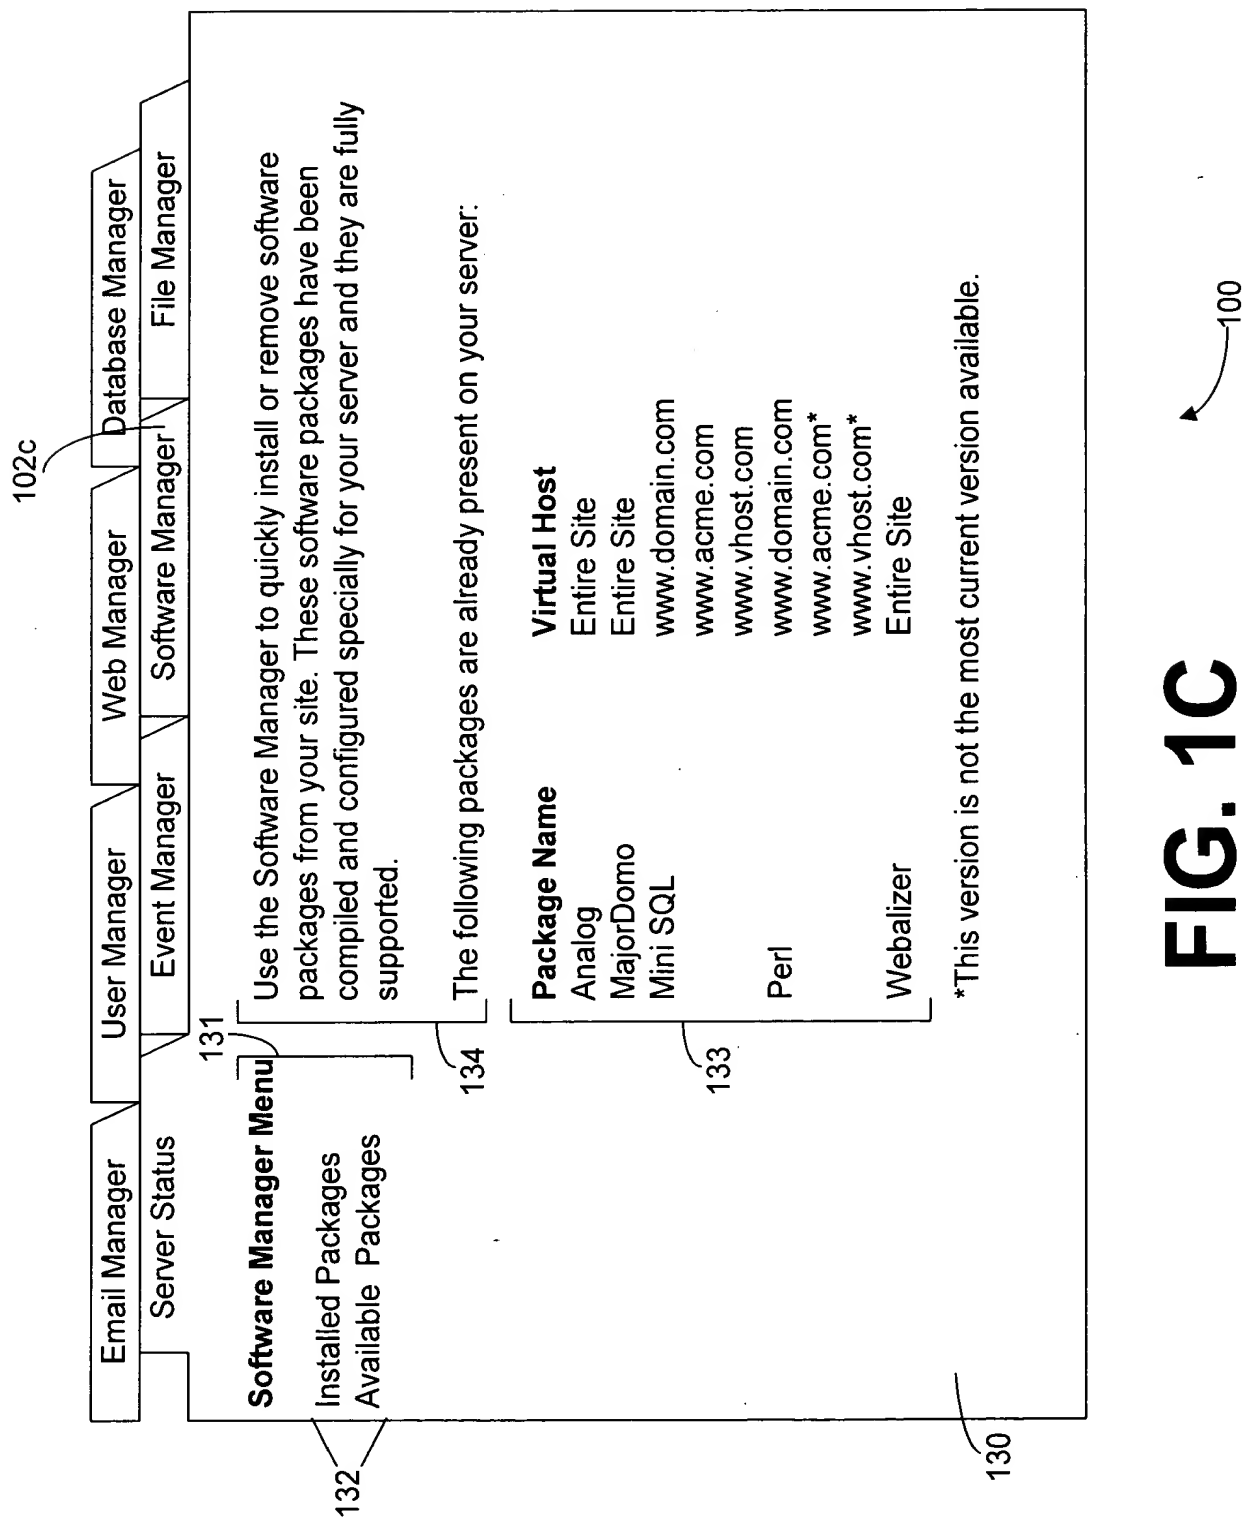 102c
Email Manager
User Manager
Web Manager
Database Manager
Server Status
Event Manager
Software Manager
File Manager
131
Software Manager Menu
Installed Packages
Available Packages
132
Use the Software Manager to quickly install or remove software
packages from your site. These software packages have been
compiled and configured specially for your server and they are fully
supported.
134
The following packages are already present on your server:
Package Name Virtual Host
Analog Entire Site
MajorDomo Entire Site
Mini SQL www.domain.com
www.acme.com
www.vhost.com
Perl www.domain.com
www.acme.com*
www.vhost.com*
Webalizer Entire Site
133
*This version is not the most current version available.
130
100
FIG. 1C